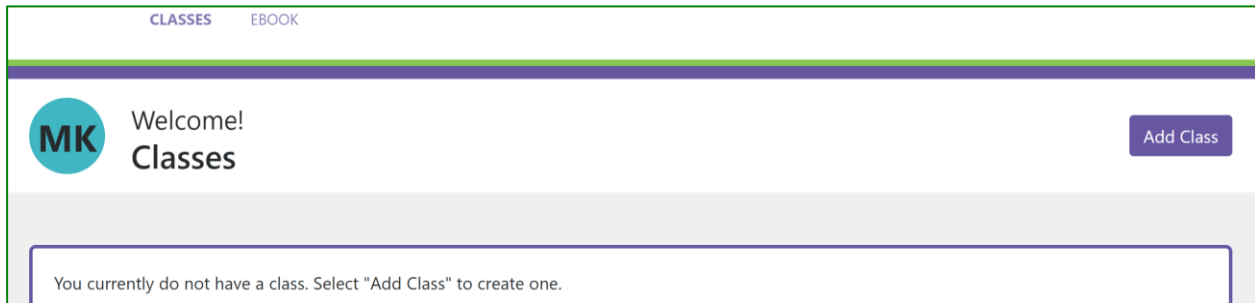 CLASSES EBOOK
MK
Welcome!
Classes
Add Class
You currently do not have a class. Select "Add Class" to create one.